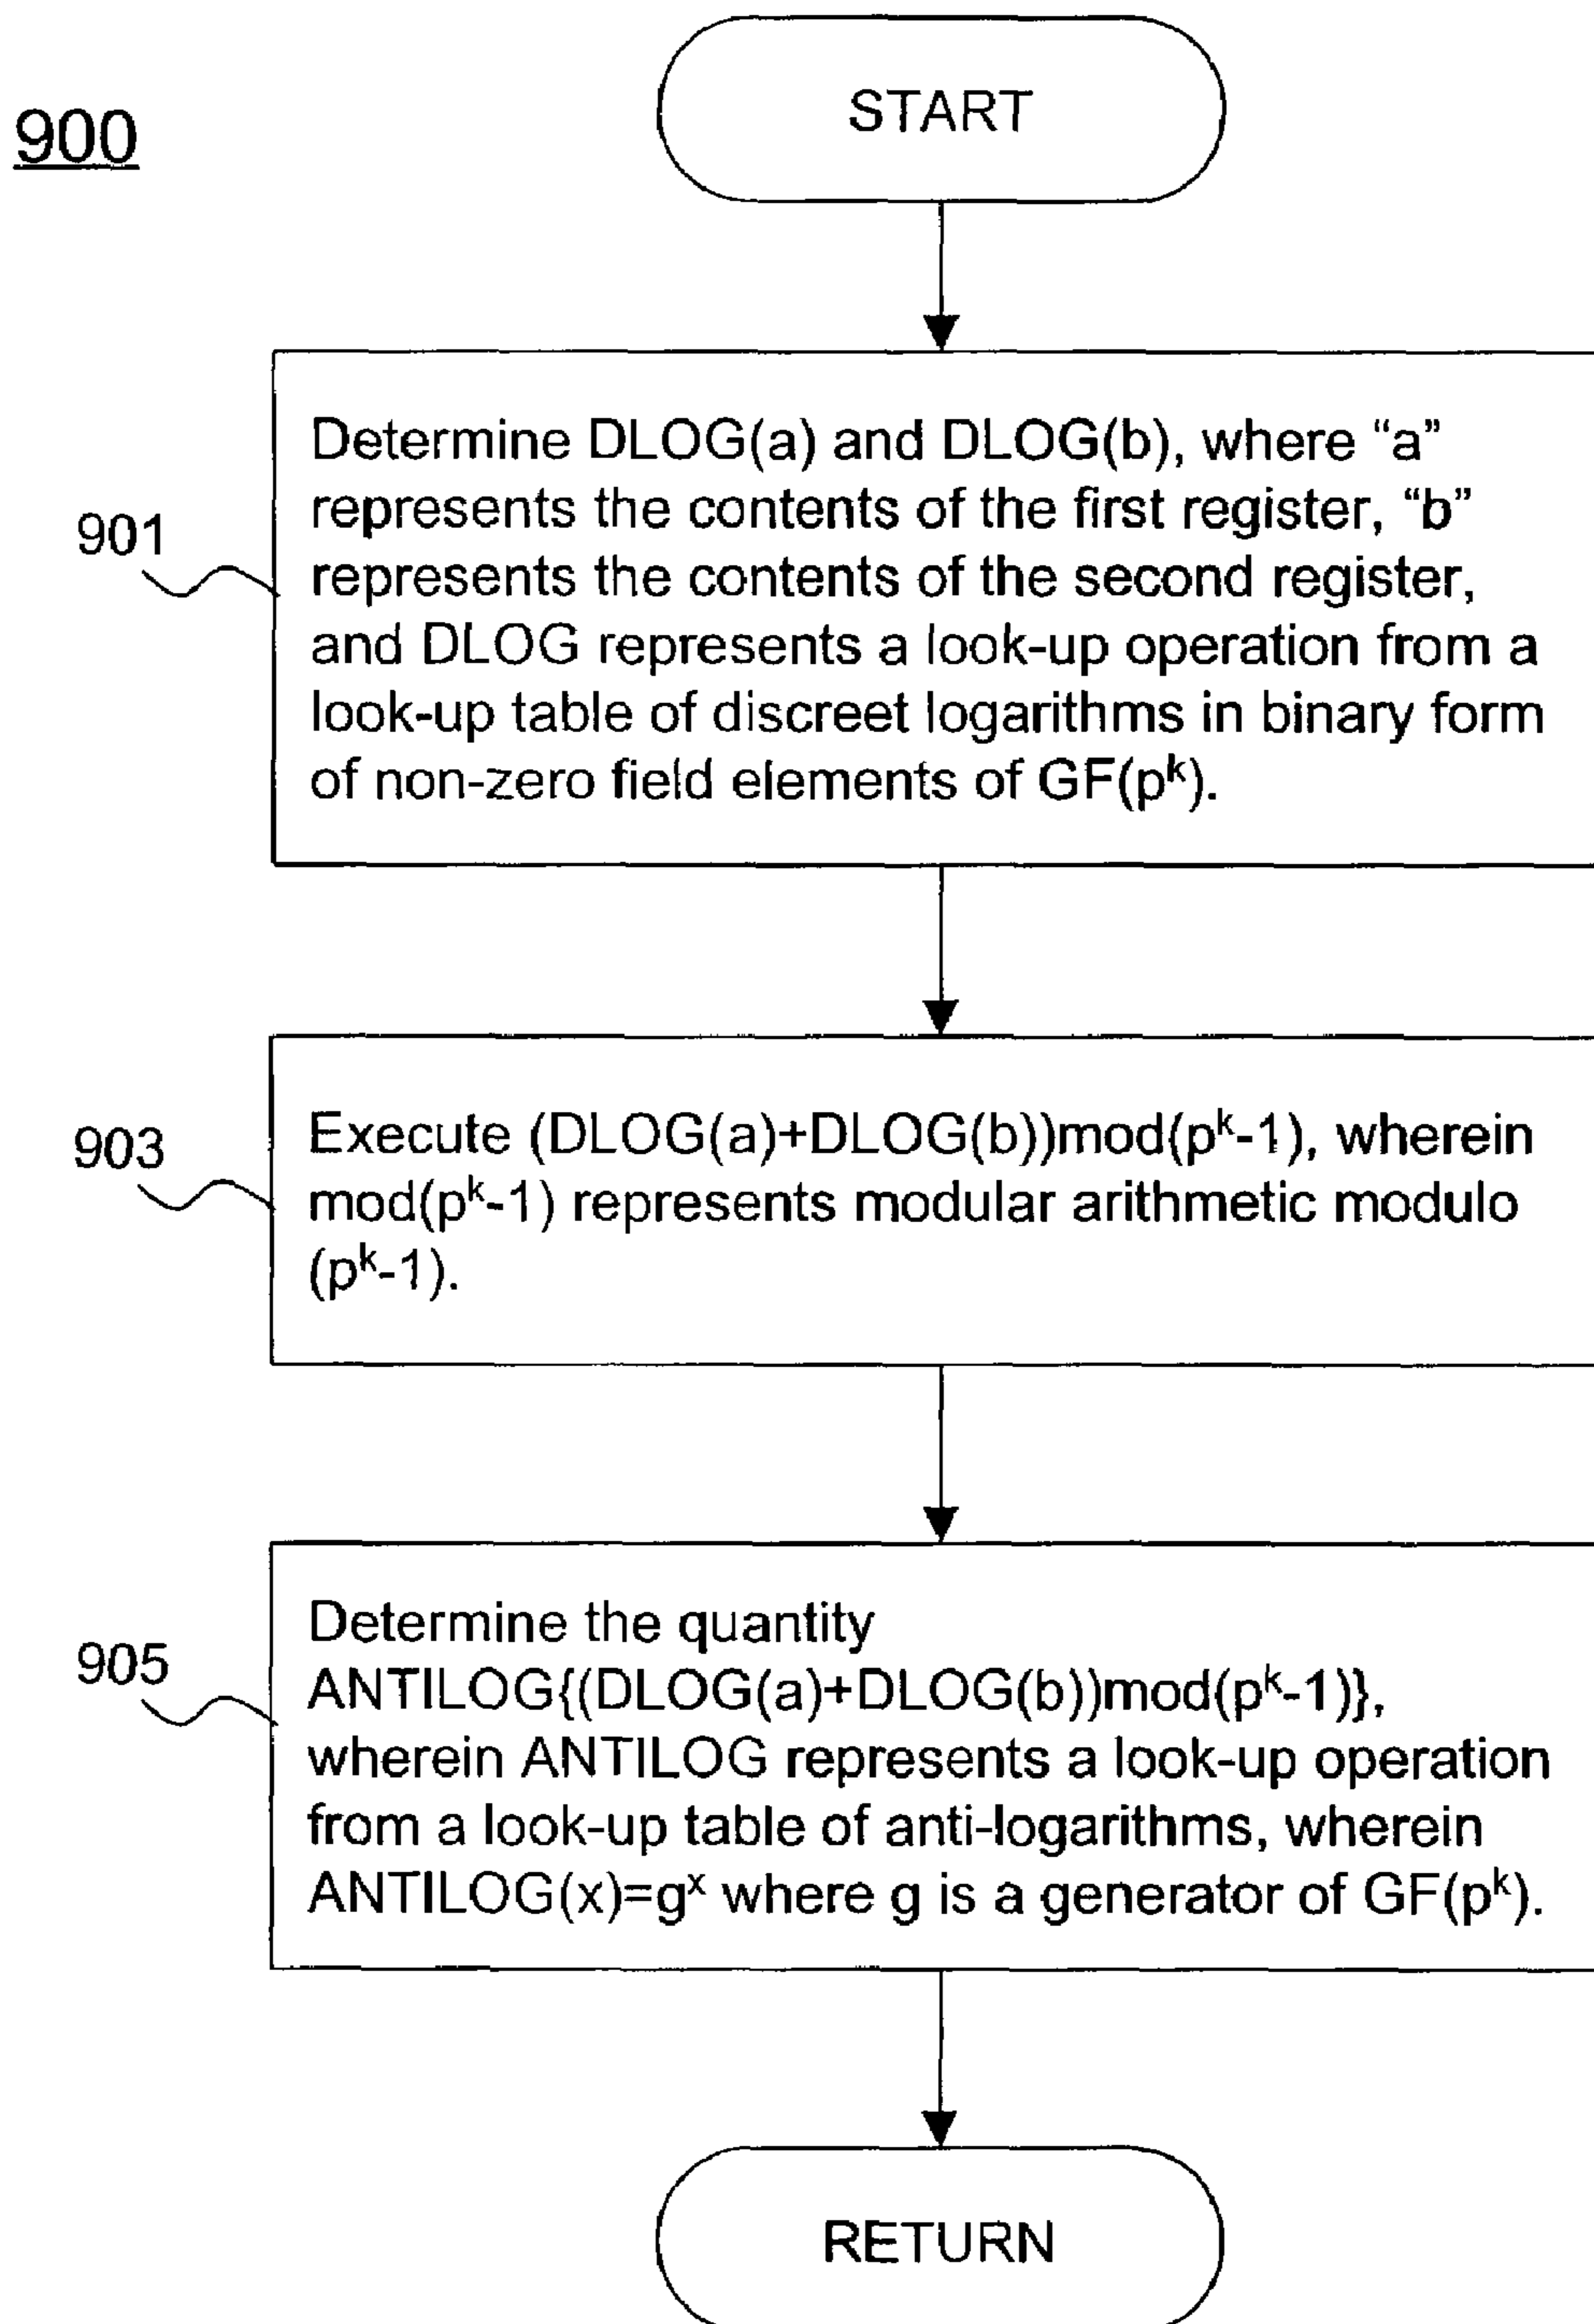 900
START
901
Determine DLOG(a) and DLOG(b), where “a”
represents the contents of the first register, “b”
represents the contents of the second register,
and DLOG represents a look-up operation from a
look-up table of discreet logarithms in binary form
of non-zero field elements of GF(pᵏ).
903
Execute (DLOG(a)+DLOG(b))mod(pᵏ-1), wherein
mod(pᵏ-1) represents modular arithmetic modulo
(pᵏ-1).
905
Determine the quantity
ANTILOG{(DLOG(a)+DLOG(b))mod(pᵏ-1)},
wherein ANTILOG represents a look-up operation
from a look-up table of anti-logarithms, wherein
ANTILOG(x)=gˣ where g is a generator of GF(pᵏ).
RETURN